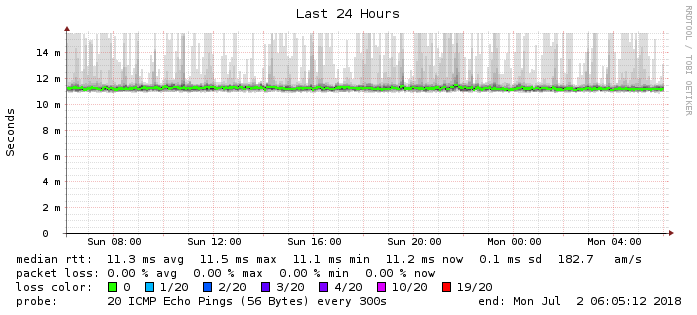 Last 24 Hours
RRDTOOL / TOBI OETIKER
Seconds
14 m
12 m
10 m
8 m
6 m
4 m
2 m
0
Sun 08:00 Sun 12:00 Sun 16:00 Sun 20:00 Mon 00:00 Mon 04:00
median rtt: 11.3 ms avg 11.5 ms max 11.1 ms min 11.2 ms now 0.1 ms sd 182.7 am/s
packet loss: 0.00 % avg 0.00 % max 0.00 % min 0.00 % now
loss color: 0 1/20 2/20 3/20 4/20 10/20 19/20
probe: 20 ICMP Echo Pings (56 Bytes) every 300s end: Mon Jul 2 06:05:12 2018